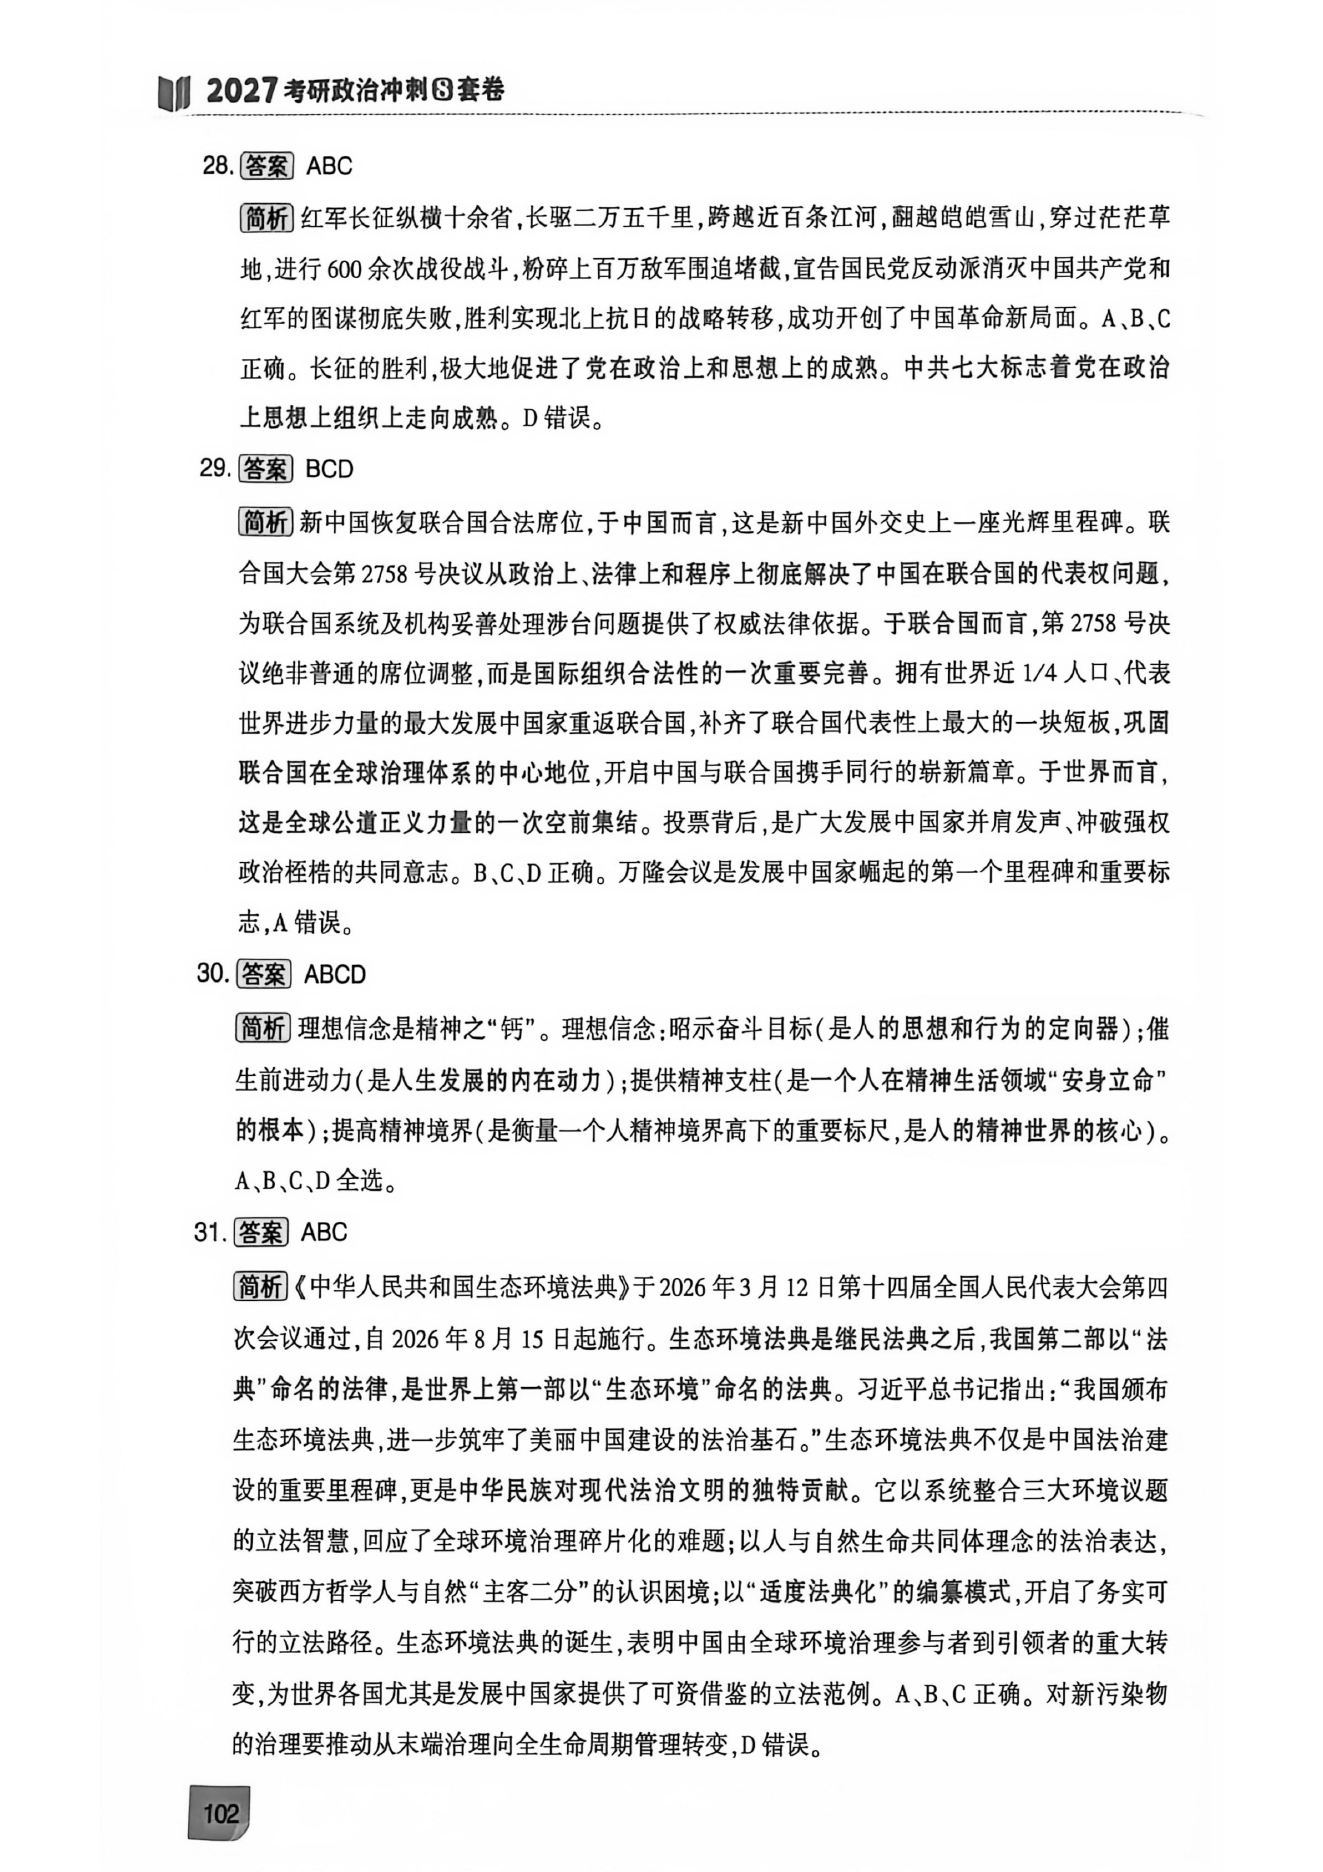 2027考研政治冲刺8套卷
28. 答案 ABC
简析 红军长征纵横十余省,长驱二万五千里,跨越近百条江河,翻越皑皑雪山,穿过茫茫草
地,进行 600 余次战役战斗,粉碎上百万敌军围追堵截,宣告国民党反动派消灭中国共产党和
红军的图谋彻底失败,胜利实现北上抗日的战略转移,成功开创了中国革命新局面。A、B、C
正确。长征的胜利,极大地促进了党在政治上和思想上的成熟。中共七大标志着党在政治
上思想上组织上走向成熟。D 错误。
29. 答案 BCD
简析 新中国恢复联合国合法席位,于中国而言,这是新中国外交史上一座光辉里程碑。联
合国大会第 2758 号决议从政治上、法律上和程序上彻底解决了中国在联合国的代表权问题,
为联合国系统及机构妥善处理涉台问题提供了权威法律依据。于联合国而言,第 2758 号决
议绝非普通的席位调整,而是国际组织合法性的一次重要完善。拥有世界近 1/4 人口、代表
世界进步力量的最大发展中国家重返联合国,补齐了联合国代表性上最大的一块短板,巩固
联合国在全球治理体系的中心地位,开启中国与联合国携手同行的崭新篇章。于世界而言,
这是全球公道正义力量的一次空前集结。投票背后,是广大发展中国家并肩发声、冲破强权
政治桎梏的共同意志。B、C、D 正确。万隆会议是发展中国家崛起的第一个里程碑和重要标
志,A 错误。
30. 答案 ABCD
简析 理想信念是精神之“钙”。理想信念:昭示奋斗目标(是人的思想和行为的定向器);催
生前进动力(是人生发展的内在动力);提供精神支柱(是一个人在精神生活领域“安身立命”
的根本);提高精神境界(是衡量一个人精神境界高下的重要标尺,是人的精神世界的核心)。
A、B、C、D 全选。
31. 答案 ABC
简析《中华人民共和国生态环境法典》于 2026 年 3 月 12 日第十四届全国人民代表大会第四
次会议通过,自 2026 年 8 月 15 日起施行。生态环境法典是继民法典之后,我国第二部以“法
典”命名的法律,是世界上第一部以“生态环境”命名的法典。习近平总书记指出:“我国颁布
生态环境法典,进一步筑牢了美丽中国建设的法治基石。”生态环境法典不仅是中国法治建
设的重要里程碑,更是中华民族对现代法治文明的独特贡献。它以系统整合三大环境议题
的立法智慧,回应了全球环境治理碎片化的难题;以人与自然生命共同体理念的法治表达,
突破西方哲学人与自然“主客二分”的认识困境;以“适度法典化”的编纂模式,开启了务实可
行的立法路径。生态环境法典的诞生,表明中国由全球环境治理参与者到引领者的重大转
变,为世界各国尤其是发展中国家提供了可资借鉴的立法范例。A、B、C 正确。对新污染物
的治理要推动从末端治理向全生命周期管理转变,D 错误。
102